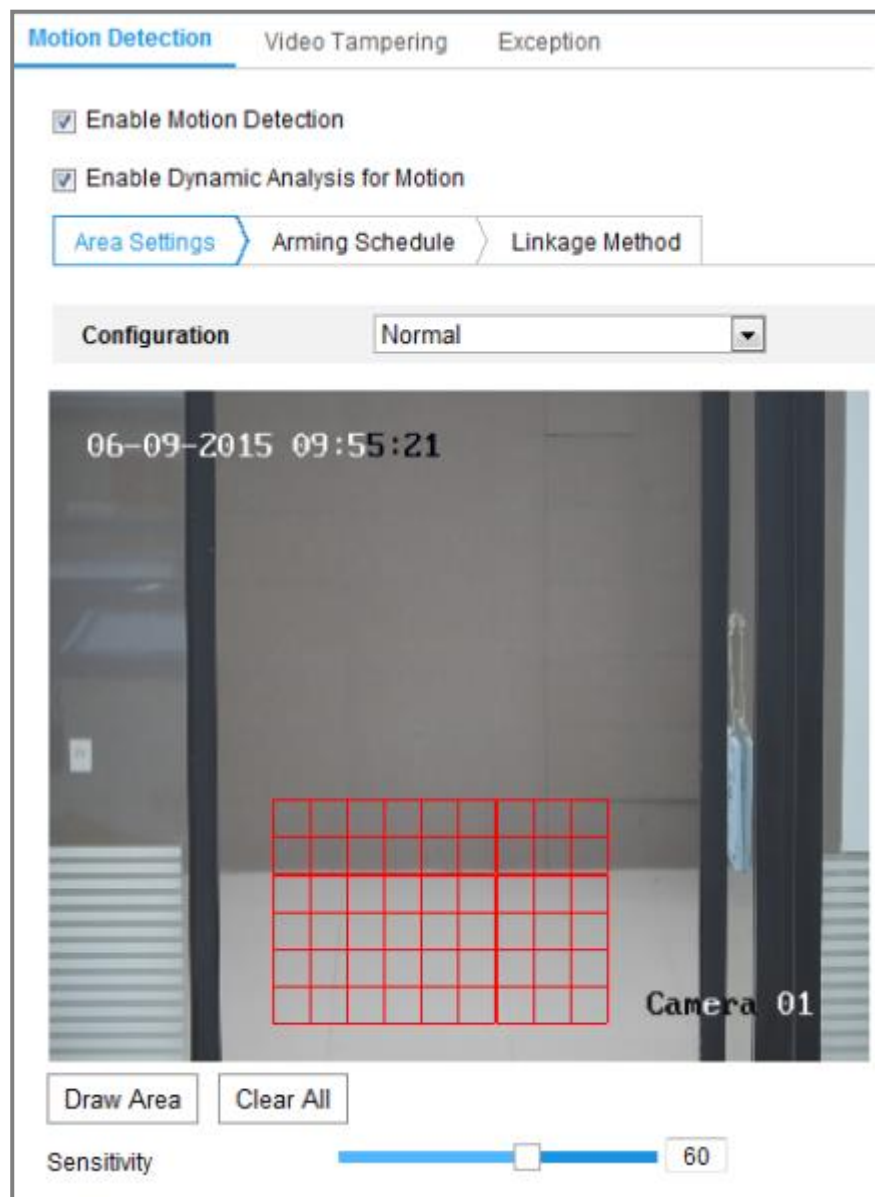 Motion Detection Video Tampering Exception
Enable Motion Detection
Enable Dynamic Analysis for Motion
Area Settings Arming Schedule Linkage Method
Configuration Normal
06-09-2015 09:55:21
Camera 01
Draw Area Clear All
Sensitivity 60